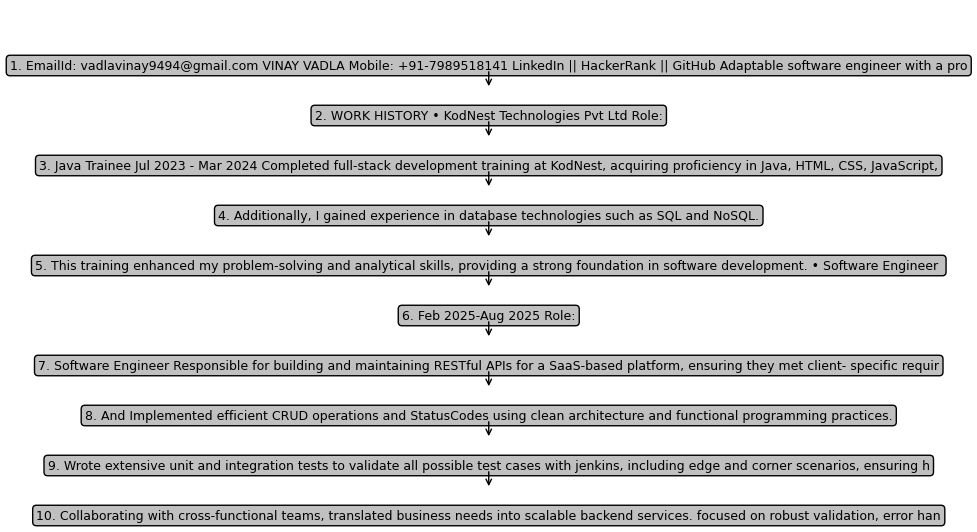 1. EmailId: vadlavinay9494@gmail.com VINAY VADLA Mobile: +91-7989518141 LinkedIn || HackerRank || GitHub Adaptable software engineer with a pro
2. WORK HISTORY • KodNest Technologies Pvt Ltd Role:
3. Java Trainee Jul 2023 - Mar 2024 Completed full-stack development training at KodNest, acquiring proficiency in Java, HTML, CSS, JavaScript,
4. Additionally, I gained experience in database technologies such as SQL and NoSQL.
5. This training enhanced my problem-solving and analytical skills, providing a strong foundation in software development. • Software Engineer
6. Feb 2025-Aug 2025 Role:
7. Software Engineer Responsible for building and maintaining RESTful APIs for a SaaS-based platform, ensuring they met client- specific requir
8. And Implemented efficient CRUD operations and StatusCodes using clean architecture and functional programming practices.
9. Wrote extensive unit and integration tests to validate all possible test cases with jenkins, including edge and corner scenarios, ensuring h
10. Collaborating with cross-functional teams, translated business needs into scalable backend services. focused on robust validation, error han